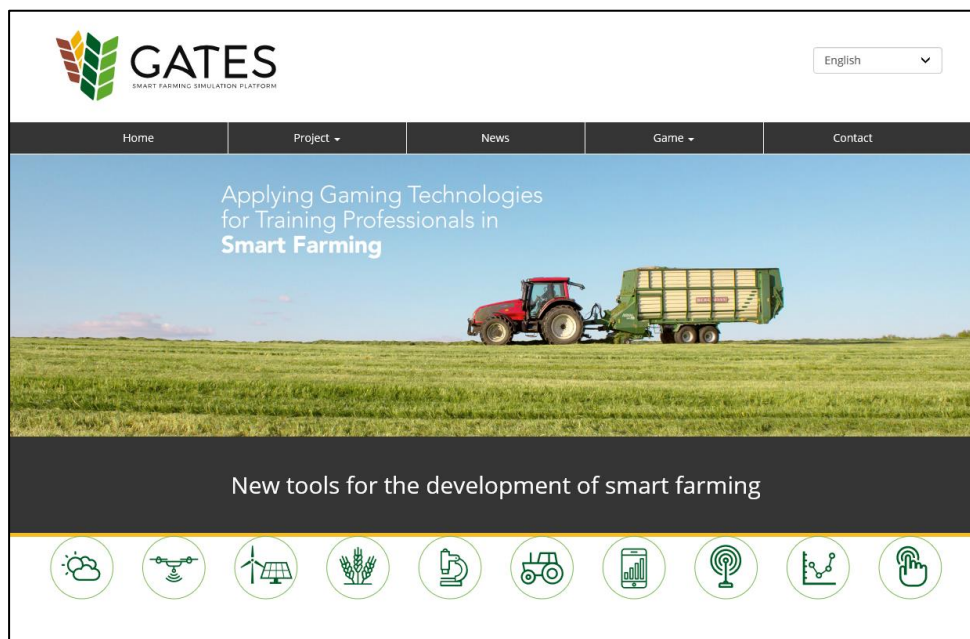 GATES
SMART FARMING SIMULATION PLATFORM
English
Home
Project
News
Game
Contact
Applying Gaming Technologies
for Training Professionals in
Smart Farming
New tools for the development of smart farming